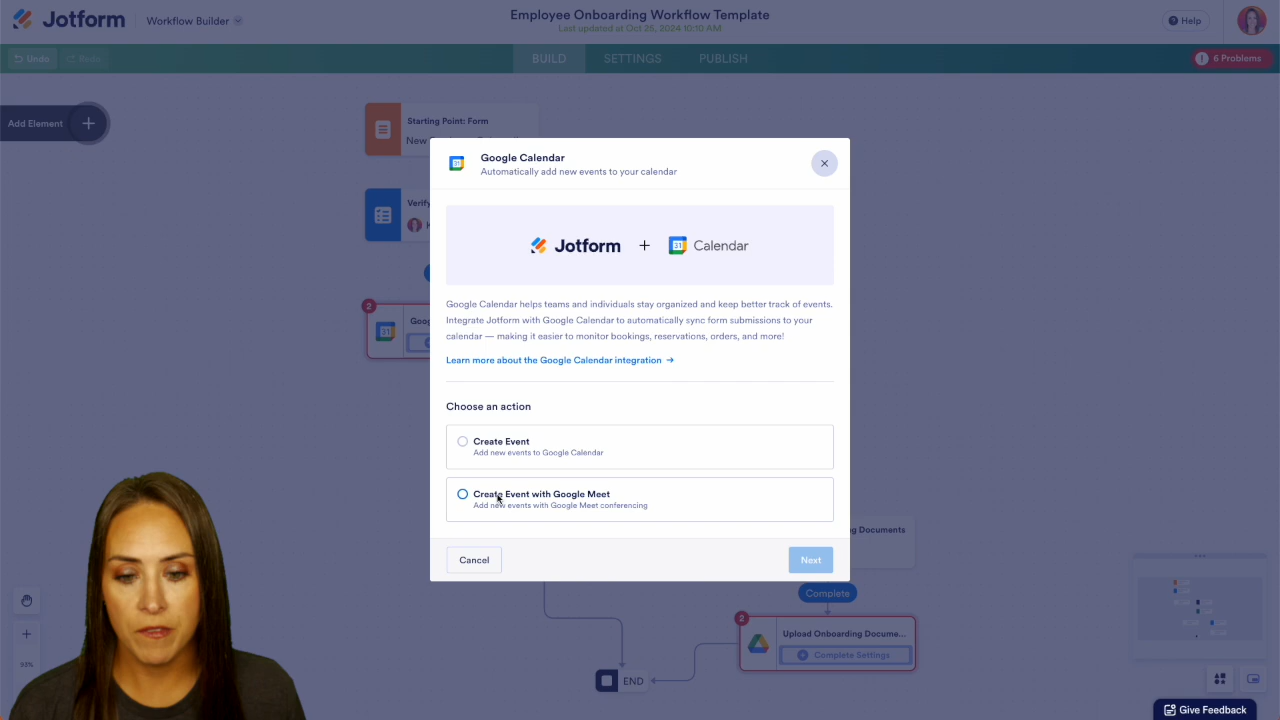 Jotform
Workflow Builder
Employee Onboarding Workflow Template
Last updated at Oct 25, 2024 10:10 AM
Help
Undo
Redo
BUILD
SETTINGS
PUBLISH
6 Problems
Add Element
Starting Point: Form
New
Verify
2
Goog
Google Calendar
Automatically add new events to your calendar
Jotform + Calendar
Google Calendar helps teams and individuals stay organized and keep better track of events.
Integrate Jotform with Google Calendar to automatically sync form submissions to your
calendar — making it easier to monitor bookings, reservations, orders, and more!
Learn more about the Google Calendar integration →
Choose an action
Create Event
Add new events to Google Calendar
Create Event with Google Meet
Add new events with Google Meet conferencing
Cancel
Next
g Documents
Complete
2
Upload Onboarding Docume...
Complete Settings
END
93%
Give Feedback